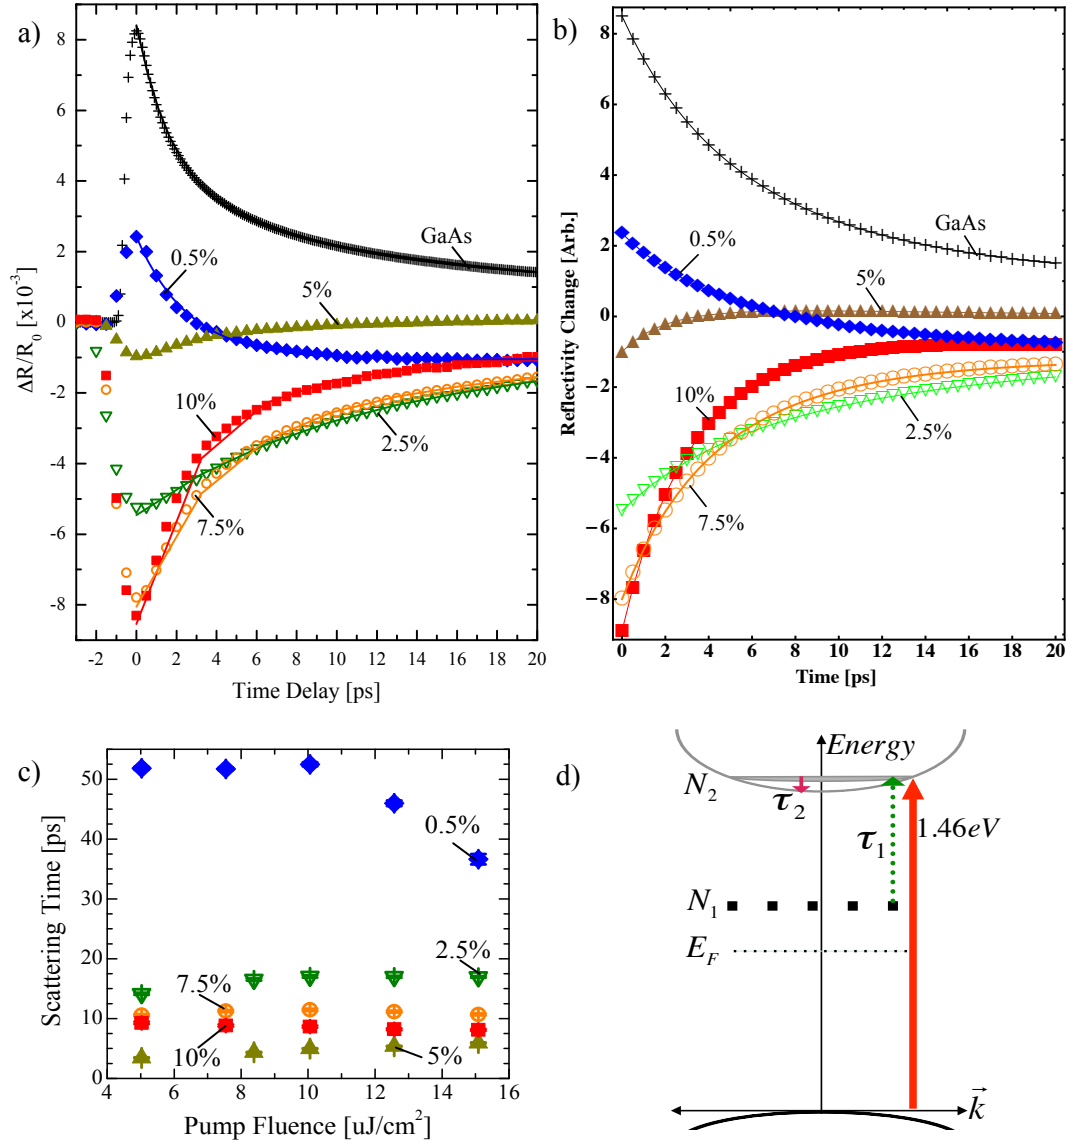 a)
ΔR/R₀ [x10⁻³]
8
6
4
2
0
-2
-4
-6
-8
GaAs
0.5%
5%
10%
2.5%
7.5%
-2 0 2 4 6 8 10 12 14 16 18 20
Time Delay [ps]
b)
Reflectivity Change [Arb.]
8
6
4
2
0
−2
−4
−6
−8
GaAs
0.5%
5%
10%
2.5%
7.5%
0 2 4 6 8 10 12 14 16 18 20
Time [ps]
c)
Scattering Time [ps]
50
40
30
20
10
0
0.5%
2.5%
7.5%
10%
5%
4 6 8 10 12 14 16
Pump Fluence [uJ/cm²]
d)
Energy
N₂
τ₂
1.46eV
τ₁
N₁
E_F
k⃗